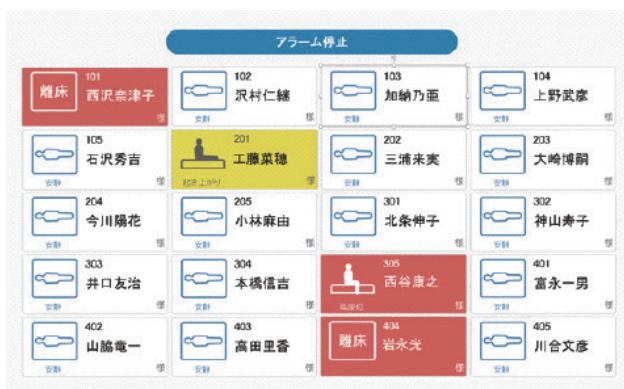 アラーム停止
101
離床 西沢奈津子 様
102
沢村仁継 様
安静
103
加納乃亜 様
安静
104
上野武彦 様
安静
105
石沢秀吉 様
安静
201
工藤菜穂 様
起き上がり
202
三浦来実 様
安静
203
大崎博嗣 様
安静
204
今川陽花 様
安静
205
小林麻由 様
安静
301
北条伸子 様
安静
302
神山寿子 様
安静
303
井口友治 様
安静
304
本橋信吉 様
安静
305
西谷康之 様
端座位
401
富永一男 様
安静
402
山脇竜一 様
安静
403
高田里香 様
安静
404
離床 岩永光 様
405
川合文彦 様
安静